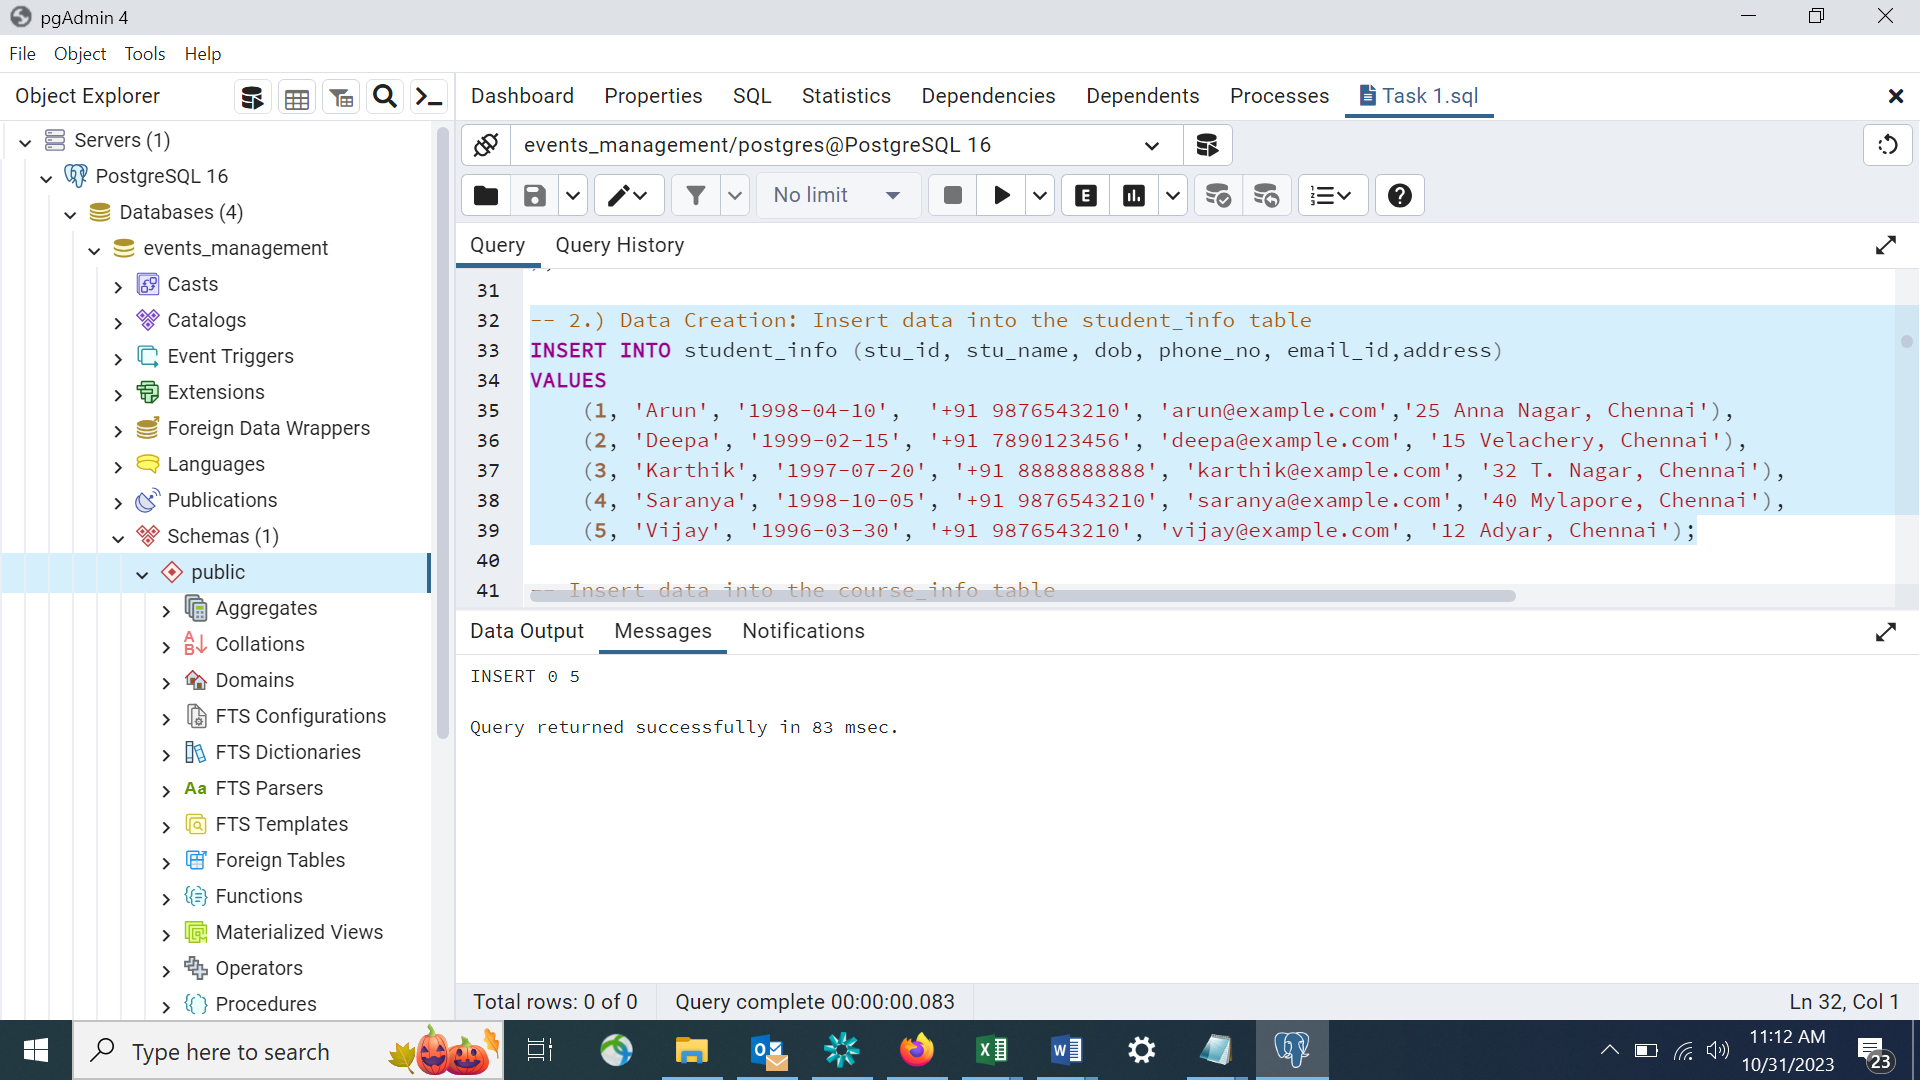 pgAdmin 4
File Object Tools Help
Object Explorer
Dashboard Properties SQL Statistics Dependencies Dependents Processes Task 1.sql
Servers (1)
PostgreSQL 16
Databases (4)
events_management
Casts
Catalogs
Event Triggers
Extensions
Foreign Data Wrappers
Languages
Publications
Schemas (1)
public
Aggregates
Collations
Domains
FTS Configurations
FTS Dictionaries
Aa FTS Parsers
FTS Templates
Foreign Tables
Functions
Materialized Views
Operators
Procedures
events_management/postgres@PostgreSQL 16
No limit
E
Query Query History
31
32 -- 2.) Data Creation: Insert data into the student_info table
33 INSERT INTO student_info (stu_id, stu_name, dob, phone_no, email_id,address)
34 VALUES
35 (1, 'Arun', '1998-04-10', '+91 9876543210', 'arun@example.com','25 Anna Nagar, Chennai'),
36 (2, 'Deepa', '1999-02-15', '+91 7890123456', 'deepa@example.com', '15 Velachery, Chennai'),
37 (3, 'Karthik', '1997-07-20', '+91 8888888888', 'karthik@example.com', '32 T. Nagar, Chennai'),
38 (4, 'Saranya', '1998-10-05', '+91 9876543210', 'saranya@example.com', '40 Mylapore, Chennai'),
39 (5, 'Vijay', '1996-03-30', '+91 9876543210', 'vijay@example.com', '12 Adyar, Chennai');
40
41 -- Insert data into the course_info table
Data Output Messages Notifications
INSERT 0 5
Query returned successfully in 83 msec.
Total rows: 0 of 0 Query complete 00:00:00.083 Ln 32, Col 1
Type here to search
11:12 AM
10/31/2023
23